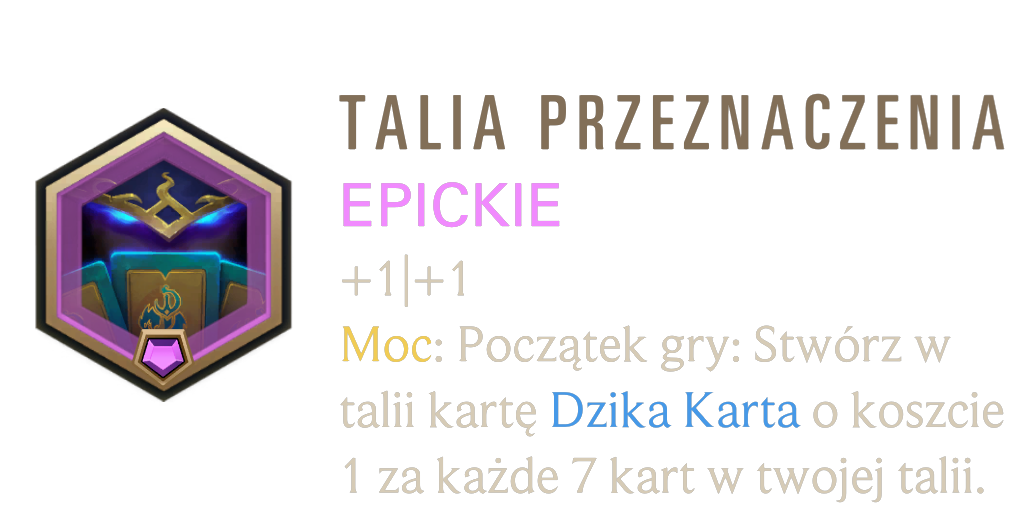 TALIA PRZEZNACZENIA
EPICKIE
+1|+1
Moc: Początek gry: Stwórz w
talii kartę Dzika Karta o koszcie
1 za każde 7 kart w twojej talii.